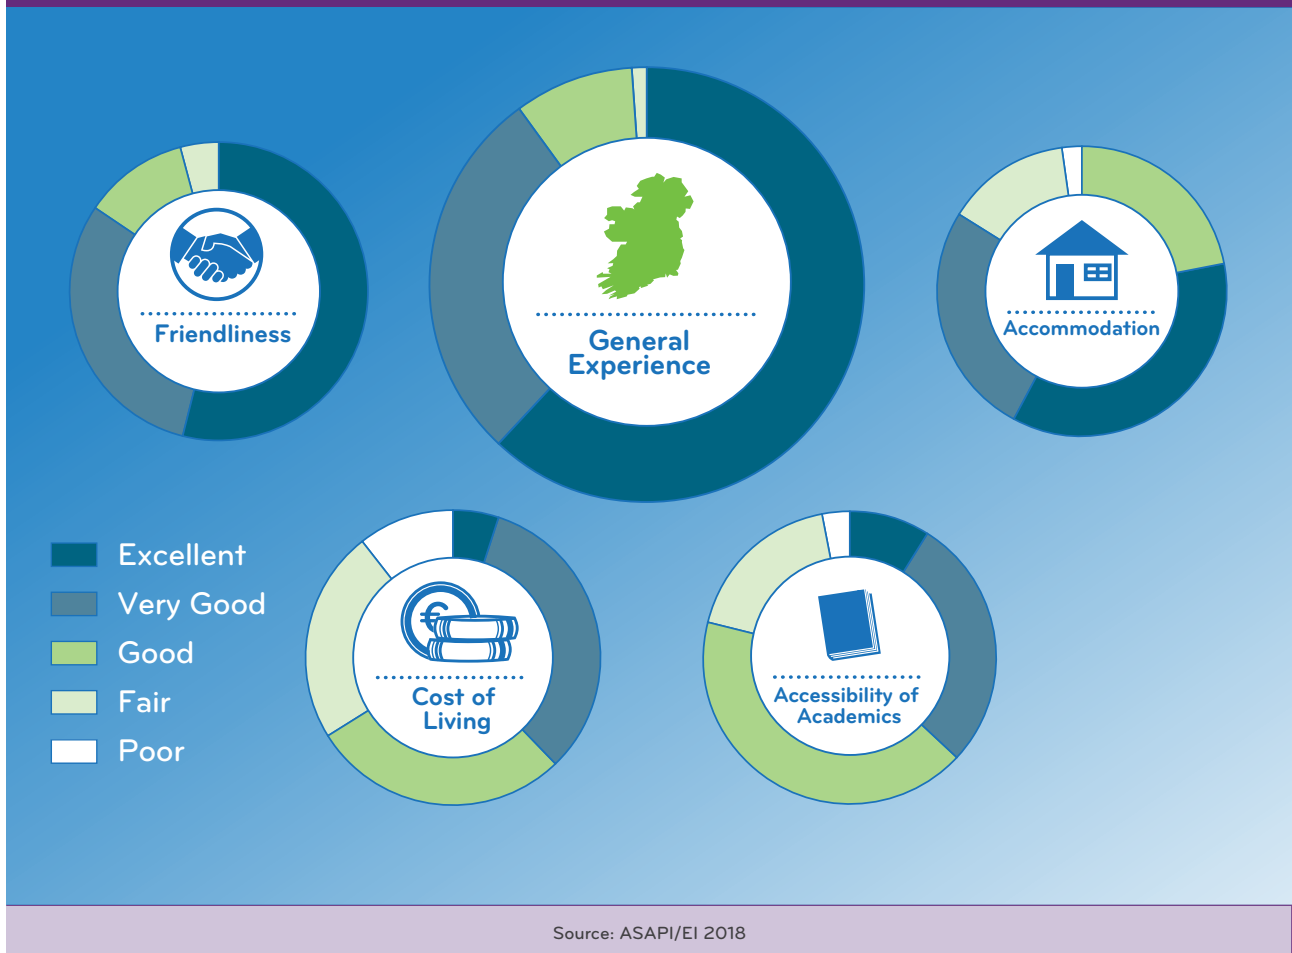 Friendliness
General
Experience
Accommodation
Excellent
Very Good
Good
Fair
Poor
€
Cost of
Living
Accessibility of
Academics
Source: ASAPI/EI 2018